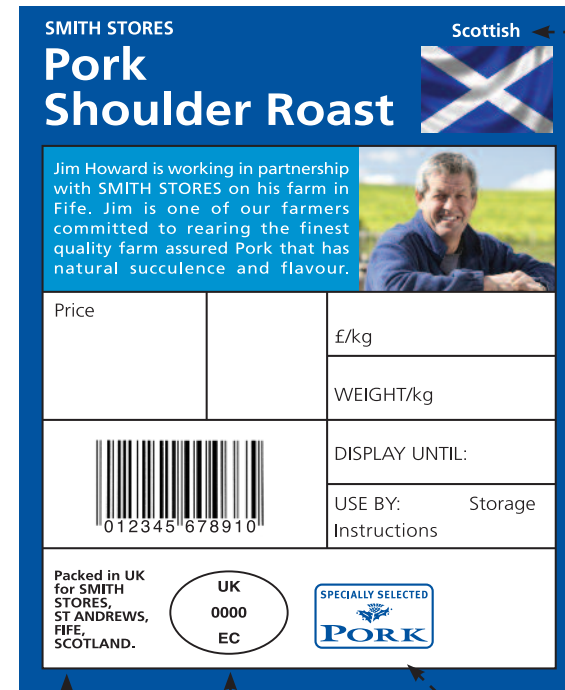 SMITH STORES
Scottish
Pork
Shoulder Roast
Jim Howard is working in partnership
with SMITH STORES on his farm in
Fife. Jim is one of our farmers
committed to rearing the finest
quality farm assured Pork that has
natural succulence and flavour.
Price
£/kg
WEIGHT/kg
DISPLAY UNTIL:
USE BY: Storage
Instructions
012345 678910
Packed in UK
for SMITH
STORES,
ST ANDREWS,
FIFE,
SCOTLAND.
UK
0000
EC
SPECIALLY SELECTED
PORK